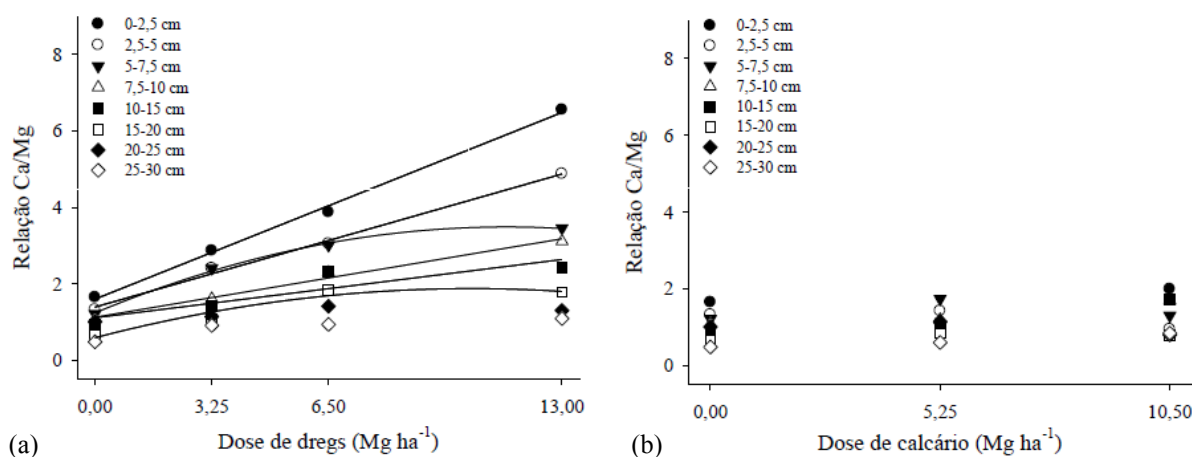 0-2,5 cm
2,5-5 cm
5-7,5 cm
7,5-10 cm
10-15 cm
15-20 cm
20-25 cm
25-30 cm
Relação Ca/Mg
8
6
4
2
0
0,00 3,25 6,50 13,00
Dose de dregs (Mg ha⁻¹)
(a)
0-2,5 cm
2,5-5 cm
5-7,5 cm
7,5-10 cm
10-15 cm
15-20 cm
20-25 cm
25-30 cm
Relação Ca/Mg
8
6
4
2
0
0,00 5,25 10,50
Dose de calcário (Mg ha⁻¹)
(b)